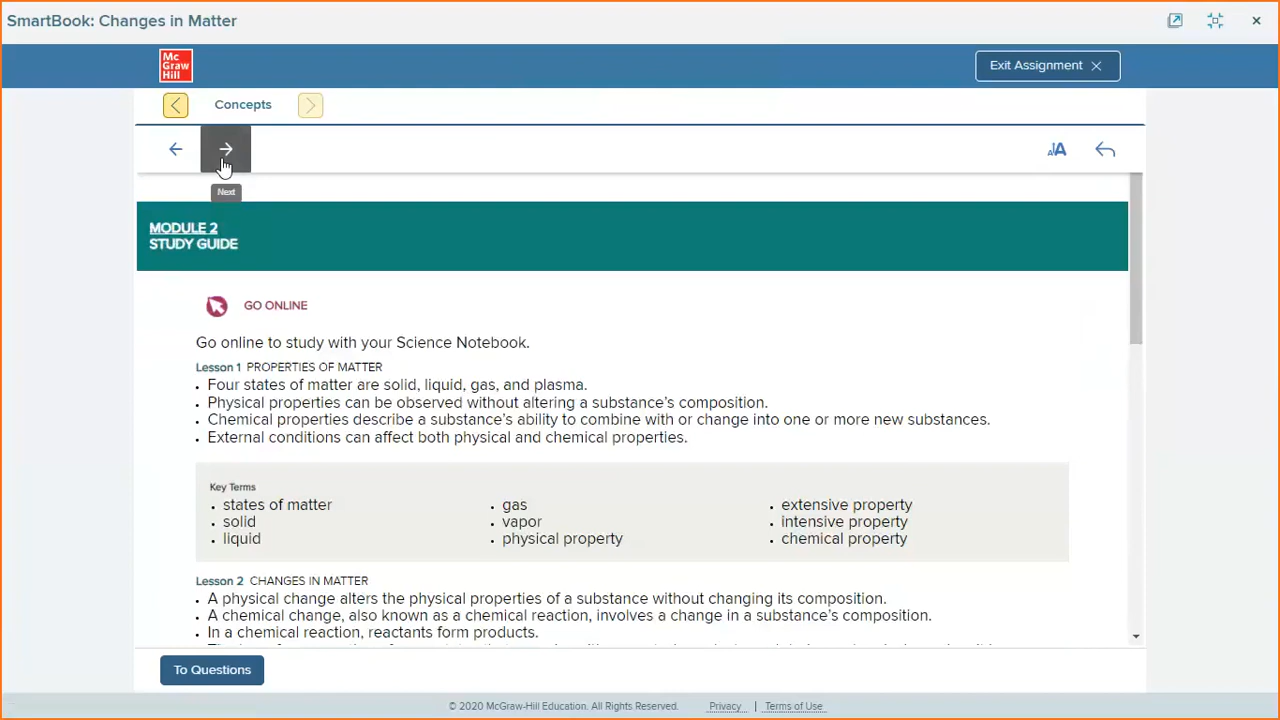 SmartBook: Changes in Matter
Mc
Graw
Hill
Exit Assignment
Concepts
Next
MODULE 2
STUDY GUIDE
GO ONLINE
Go online to study with your Science Notebook.
Lesson 1 PROPERTIES OF MATTER
• Four states of matter are solid, liquid, gas, and plasma.
• Physical properties can be observed without altering a substance’s composition.
• Chemical properties describe a substance’s ability to combine with or change into one or more new substances.
• External conditions can affect both physical and chemical properties.
Key Terms
• states of matter
• solid
• liquid
• gas
• vapor
• physical property
• extensive property
• intensive property
• chemical property
Lesson 2 CHANGES IN MATTER
• A physical change alters the physical properties of a substance without changing its composition.
• A chemical change, also known as a chemical reaction, involves a change in a substance’s composition.
• In a chemical reaction, reactants form products.
To Questions
© 2020 McGraw-Hill Education. All Rights Reserved. Privacy | Terms of Use